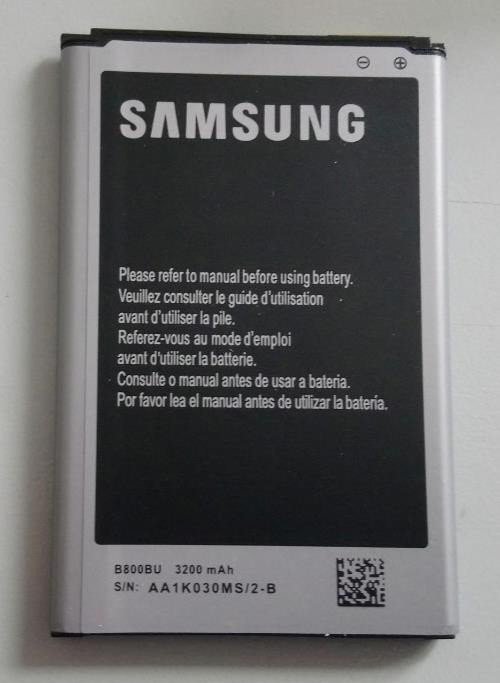 ⊖ ⊕
SAMSUNG
Please refer to manual before using battery.
Veuillez consulter le guide d'utilisation
avant d'utiliser la pile.
Referez-vous au mode d'emploi
avant d'utiliser la batterie.
Consulte o manual antes de usar a bateria.
Por favor lea el manual antes de utilizar la batería.
B800BU 3200 mAh
S/N: AA1K030MS/2-B